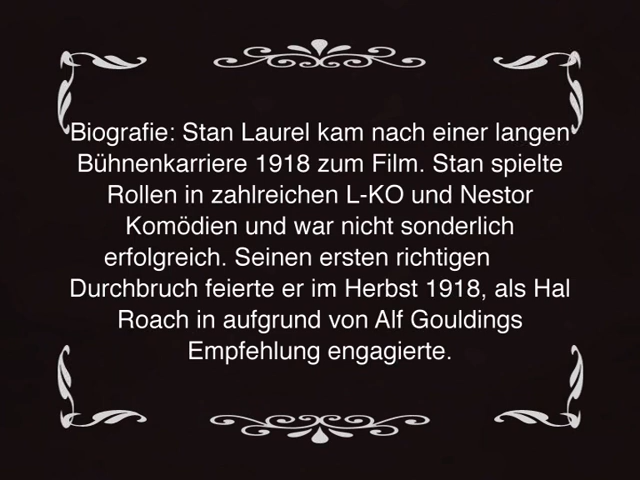 Biografie: Stan Laurel kam nach einer langen
Bühnenkarriere 1918 zum Film. Stan spielte
Rollen in zahlreichen L-KO und Nestor
Komödien und war nicht sonderlich
erfolgreich. Seinen ersten richtigen
Durchbruch feierte er im Herbst 1918, als Hal
Roach in aufgrund von Alf Gouldings
Empfehlung engagierte.